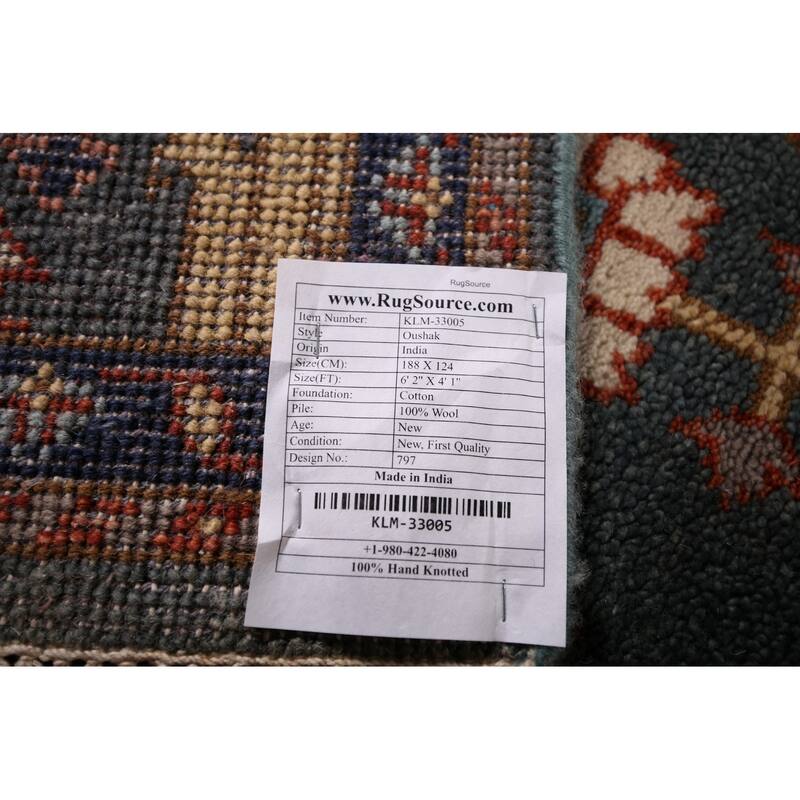 RugSource
www.RugSource.com
Item Number: KLM-33005
Style Oushak
Origin India
Size(CM): 188 X 124
Size(FT): 6' 2" X 4' 1"
Foundation: Cotton
Pile: 100% Wool
Age: New
Condition: New, First Quality
Design No.: 797
Made in India
KLM-33005
+1-980-422-4080
100% Hand Knotted